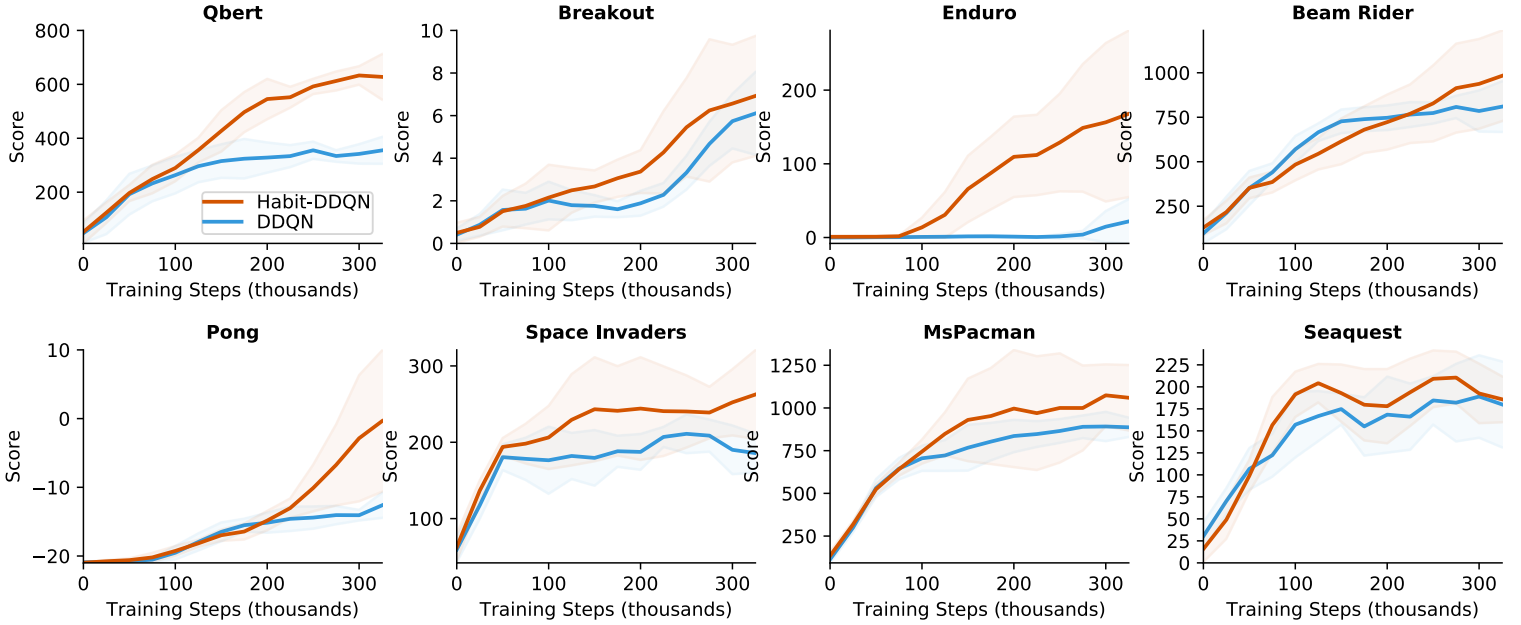 Qbert
Breakout
Enduro
Beam Rider
800
600
400
200
Score
Habit-DDQN
DDQN
0 100 200 300
Training Steps (thousands)
10
8
6
4
2
0
Score
0 100 200 300
Training Steps (thousands)
200
100
0
Score
0 100 200 300
Training Steps (thousands)
1000
750
500
250
Score
0 100 200 300
Training Steps (thousands)
Pong
Space Invaders
MsPacman
Seaquest
10
0
−10
−20
Score
0 100 200 300
Training Steps (thousands)
300
200
100
Score
0 100 200 300
Training Steps (thousands)
1250
1000
750
500
250
Score
0 100 200 300
Training Steps (thousands)
225
200
175
150
125
100
75
50
25
0
Score
0 100 200 300
Training Steps (thousands)